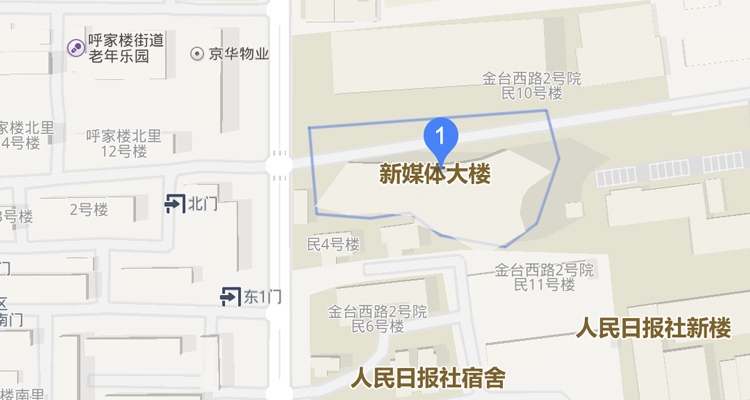 呼家楼街道
老年乐园
京华物业
金台西路2号院
民10号楼
家楼北里
4号楼
呼家楼北里
12号楼
1
新媒体大楼
北门
3号楼
2号楼
民4号楼
门
东1门
金台西路2号院
民11号楼
区
南门
金台西路2号院
民6号楼
人民日报社新楼
人民日报社宿舍
楼南里